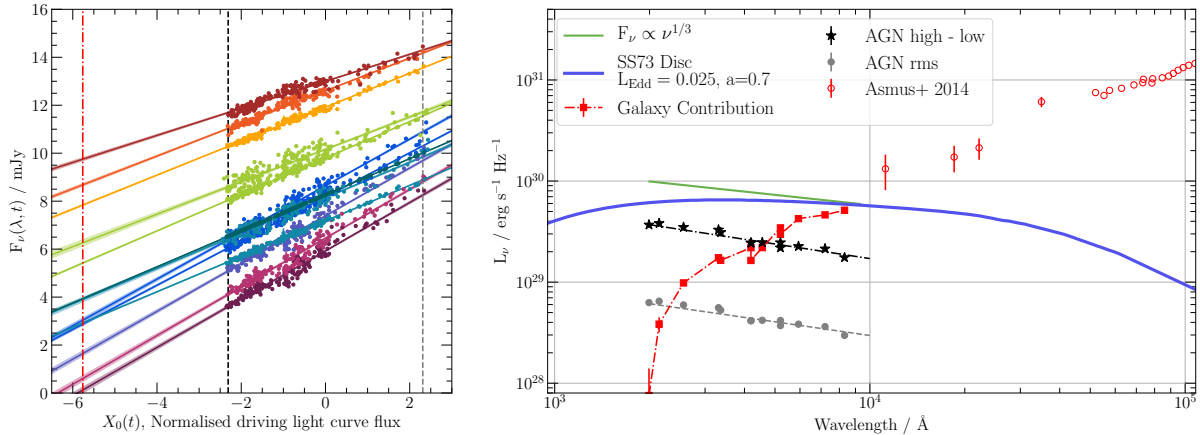 16
14
12
10
8
6
4
2
0
F_ν(λ, t) / mJy
−6
−4
−2
0
2
X_0(t), Normalised driving light curve flux
F_ν ∝ ν^{1/3}
SS73 Disc
L_Edd = 0.025, a=0.7
Galaxy Contribution
AGN high - low
AGN rms
Asmus+ 2014
10^31
10^30
10^29
10^28
L_ν / erg s^{−1} Hz^{−1}
10^3
10^4
10^5
Wavelength / Å